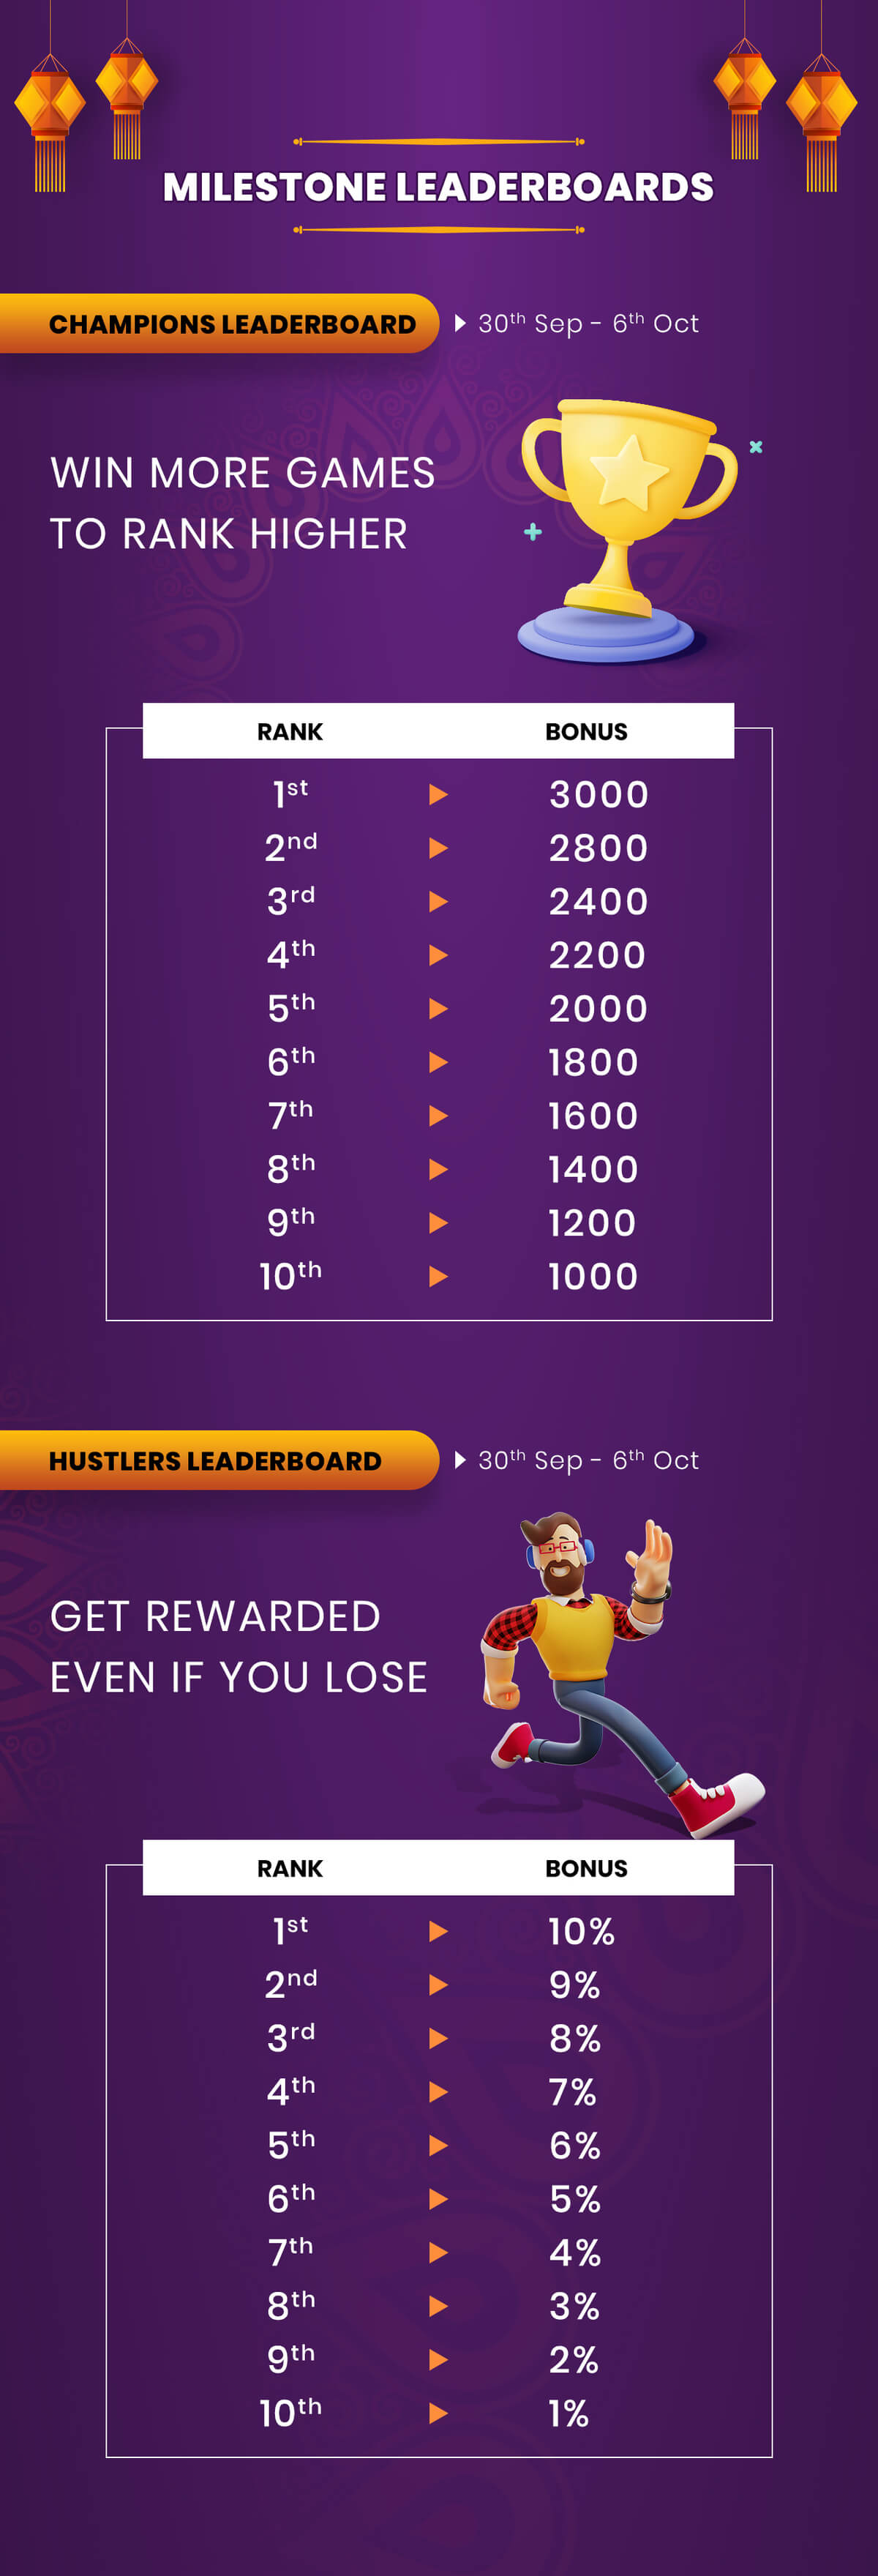 MILESTONE LEADERBOARDS
CHAMPIONS LEADERBOARD 30th Sep - 6th Oct
WIN MORE GAMES
TO RANK HIGHER
RANK BONUS
1st 3000
2nd 2800
3rd 2400
4th 2200
5th 2000
6th 1800
7th 1600
8th 1400
9th 1200
10th 1000
HUSTLERS LEADERBOARD 30th Sep - 6th Oct
GET REWARDED
EVEN IF YOU LOSE
RANK BONUS
1st 10%
2nd 9%
3rd 8%
4th 7%
5th 6%
6th 5%
7th 4%
8th 3%
9th 2%
10th 1%